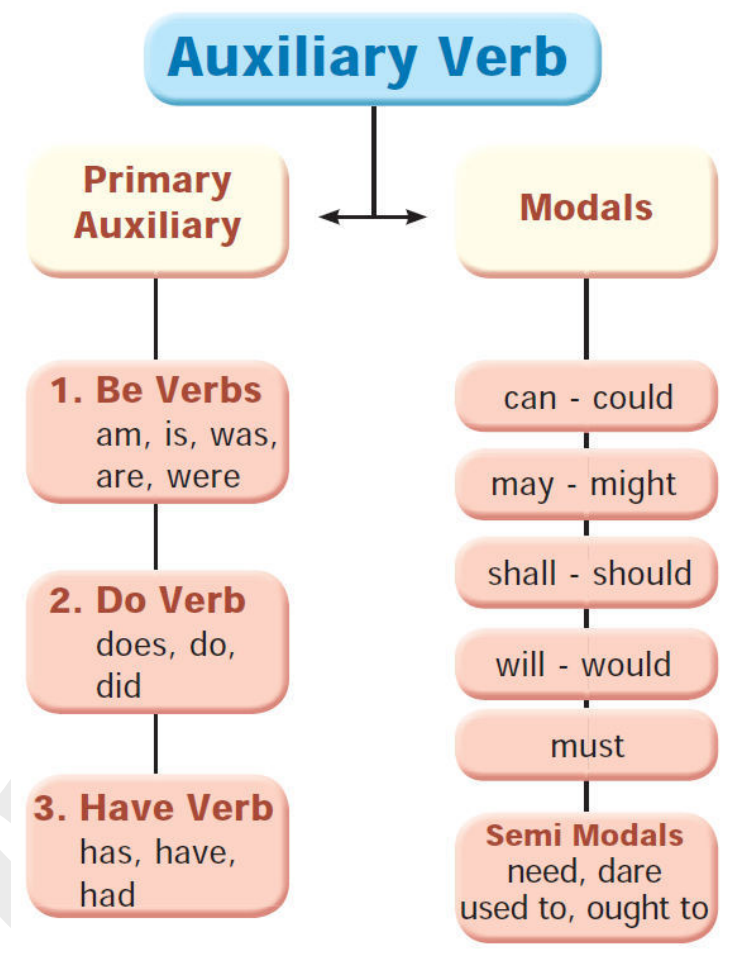 Auxiliary Verb
Primary
Auxiliary
1. Be Verbs
am, is, was,
are, were
2. Do Verb
does, do,
did
3. Have Verb
has, have,
had
Modals
can - could
may - might
shall - should
will - would
must
Semi Modals
need, dare
used to, ought to